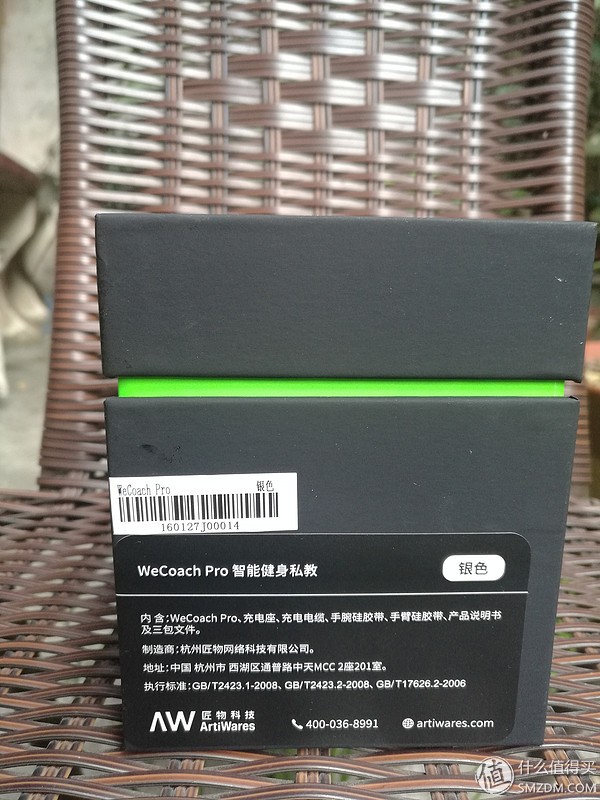 WeCoach Pro 银色
160127J00014
WeCoach Pro 智能健身私教 银色
内 含:WeCoach Pro、充电座、充电电缆、手腕硅胶带、手臂硅胶带、产品说明书
及三包文件。
制造商:杭州匠物网络科技有限公司。
地址:中国 杭州市 西湖区通普路中天MCC 2座201室。
执行标准:GB/T2423.1-2008、GB/T2423.2-2008、GB/T17626.2-2006
AW 匠物科技
ArtiWares
400-036-8991
artiwares.com
值 什么值得买
SMZDM.COM